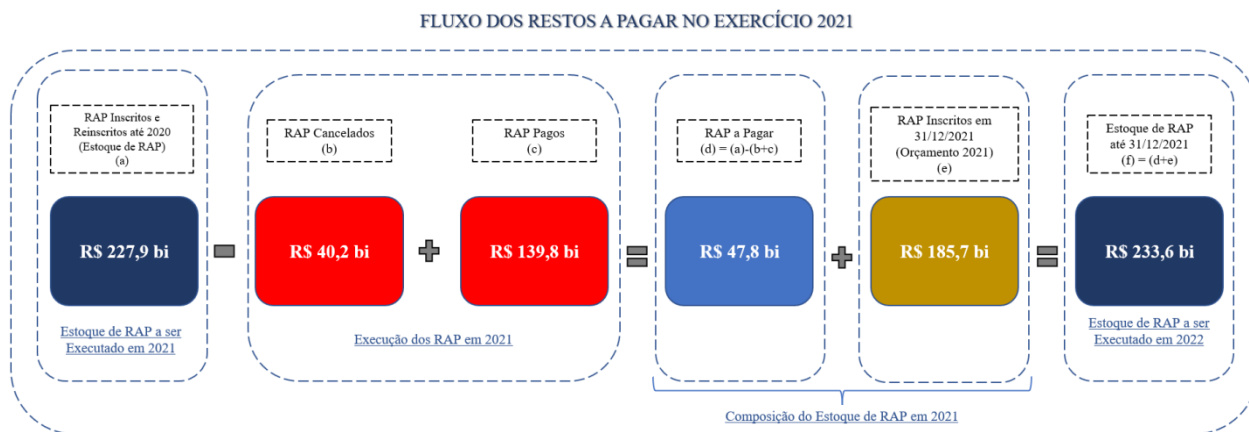 FLUXO DOS RESTOS A PAGAR NO EXERCÍCIO 2021
RAP Inscritos e
Reinscritos até 2020
(Estoque de RAP)
(a)
RAP Cancelados
(b)
RAP Pagos
(c)
RAP a Pagar
(d) = (a)-(b+c)
RAP Inscritos em
31/12/2021
(Orçamento 2021)
(e)
Estoque de RAP
até 31/12/2021
(f) = (d+e)
R$ 227,9 bi
R$ 40,2 bi
R$ 139,8 bi
R$ 47,8 bi
R$ 185,7 bi
R$ 233,6 bi
Estoque de RAP a ser
Executado em 2021
Execução dos RAP em 2021
Estoque de RAP a ser
Executado em 2022
Composição do Estoque de RAP em 2021